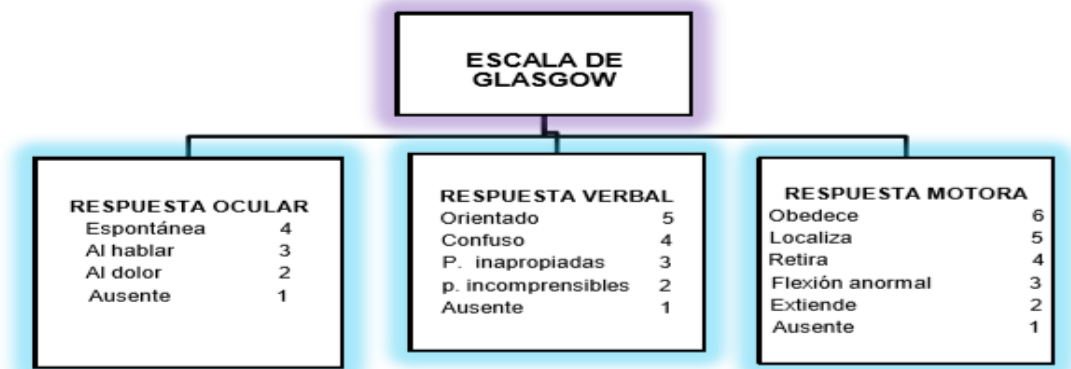 ESCALA DE
GLASGOW
RESPUESTA OCULAR
Espontánea 4
Al hablar 3
Al dolor 2
Ausente 1
RESPUESTA VERBAL
Orientado 5
Confuso 4
P. inapropiadas 3
p. incomprensibles 2
Ausente 1
RESPUESTA MOTORA
Obedece 6
Localiza 5
Retira 4
Flexión anormal 3
Extiende 2
Ausente 1